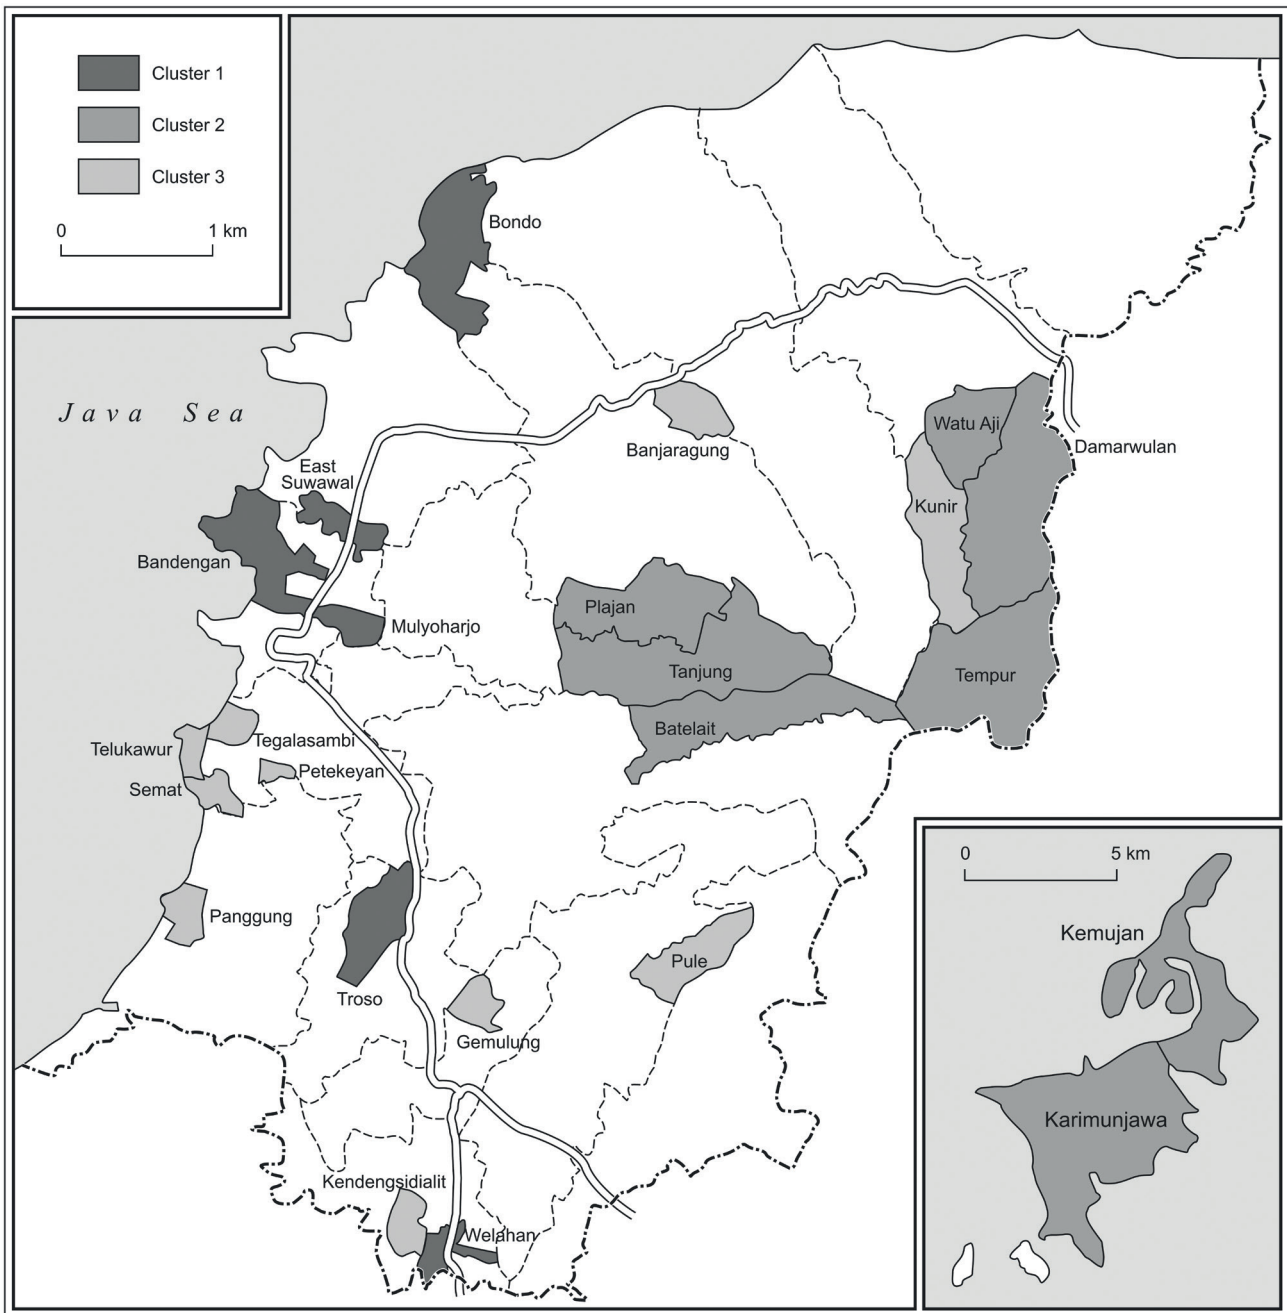 Cluster 1
Cluster 2
Cluster 3
0 1 km
Bondo
Java Sea
Watu Aji
Banjaragung
Damarwulan
East
Suwawal
Kunir
Bandengan
Plajan
Mulyoharjo
Tanjung
Tempur
Batelait
Telukawur
Tegalasambi
Petekeyan
Semat
0 5 km
Panggung
Kemujan
Pule
Troso
Gemulung
Karimunjawa
Kendengsidialit
Welahan